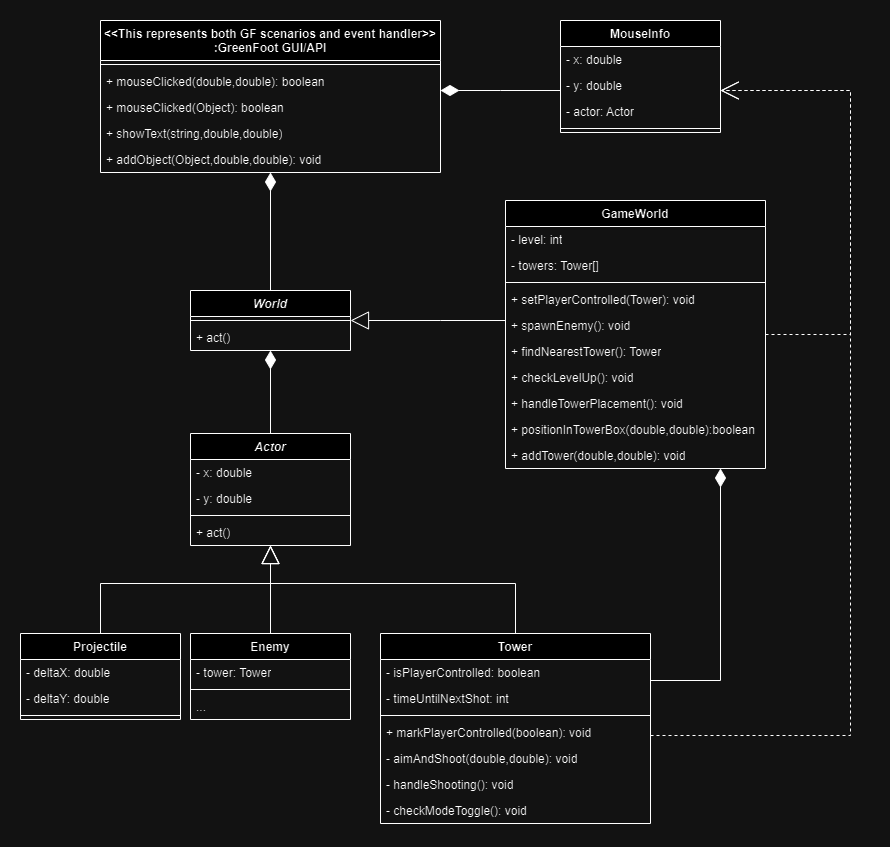 <<This represents both GF scenarios and event handler>>
:GreenFoot GUI/API
+ mouseClicked(double,double): boolean
+ mouseClicked(Object): boolean
+ showText(string,double,double)
+ addObject(Object,double,double): void
MouseInfo
- x: double
- y: double
- actor: Actor
GameWorld
- level: int
- towers: Tower[]
+ setPlayerControlled(Tower): void
+ spawnEnemy(): void
+ findNearestTower(): Tower
+ checkLevelUp(): void
+ handleTowerPlacement(): void
+ positionInTowerBox(double,double):boolean
+ addTower(double,double): void
World
+ act()
Actor
- x: double
- y: double
+ act()
Projectile
- deltaX: double
- deltaY: double
Enemy
- tower: Tower
...
Tower
- isPlayerControlled: boolean
- timeUntilNextShot: int
+ markPlayerControlled(boolean): void
- aimAndShoot(double,double): void
- handleShooting(): void
- checkModeToggle(): void